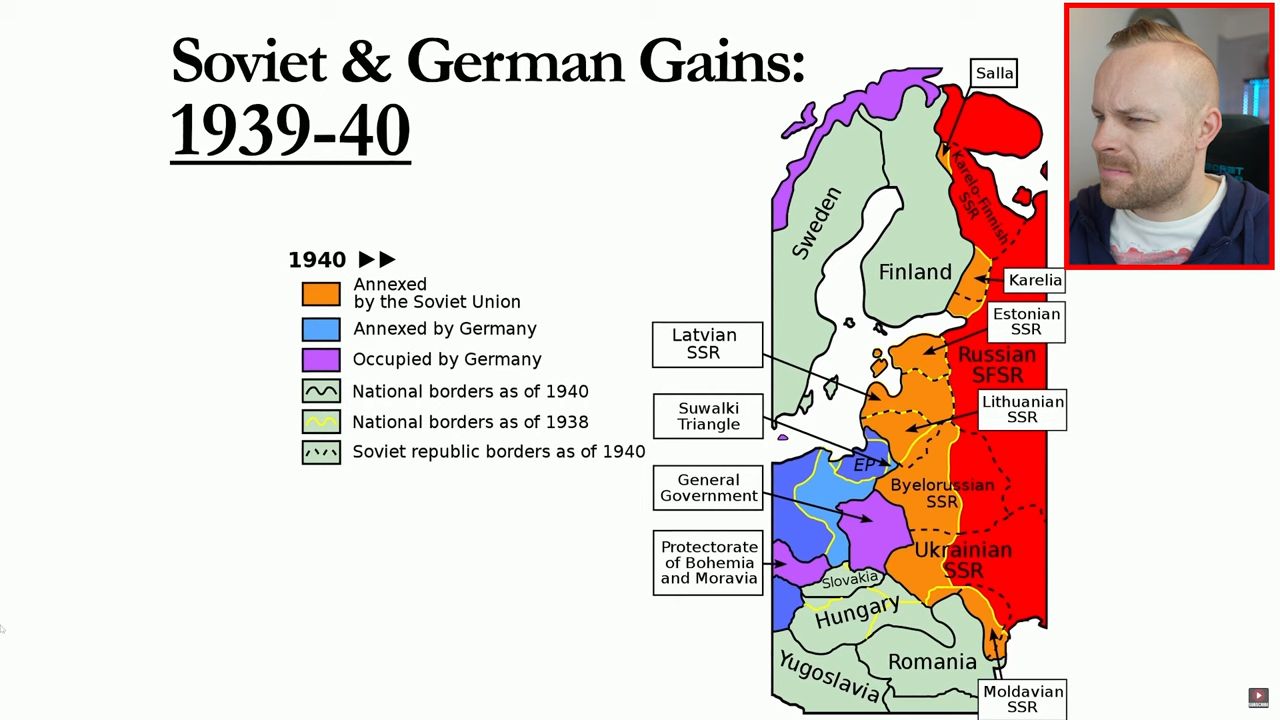 Soviet & German Gains:
1939-40
1940
Annexed
by the Soviet Union
Annexed by Germany
Occupied by Germany
National borders as of 1940
National borders as of 1938
Soviet republic borders as of 1940
Salla
Karelo-Finnish
SSR
Sweden
Finland
Karelia
Estonian
SSR
Latvian
SSR
Russian
SFSR
Lithuanian
SSR
Suwalki
Triangle
EP
General
Government
Byelorussian
SSR
Protectorate
of Bohemia
and Moravia
Ukrainian
SSR
Slovakia
Hungary
Yugoslavia
Romania
Moldavian
SSR